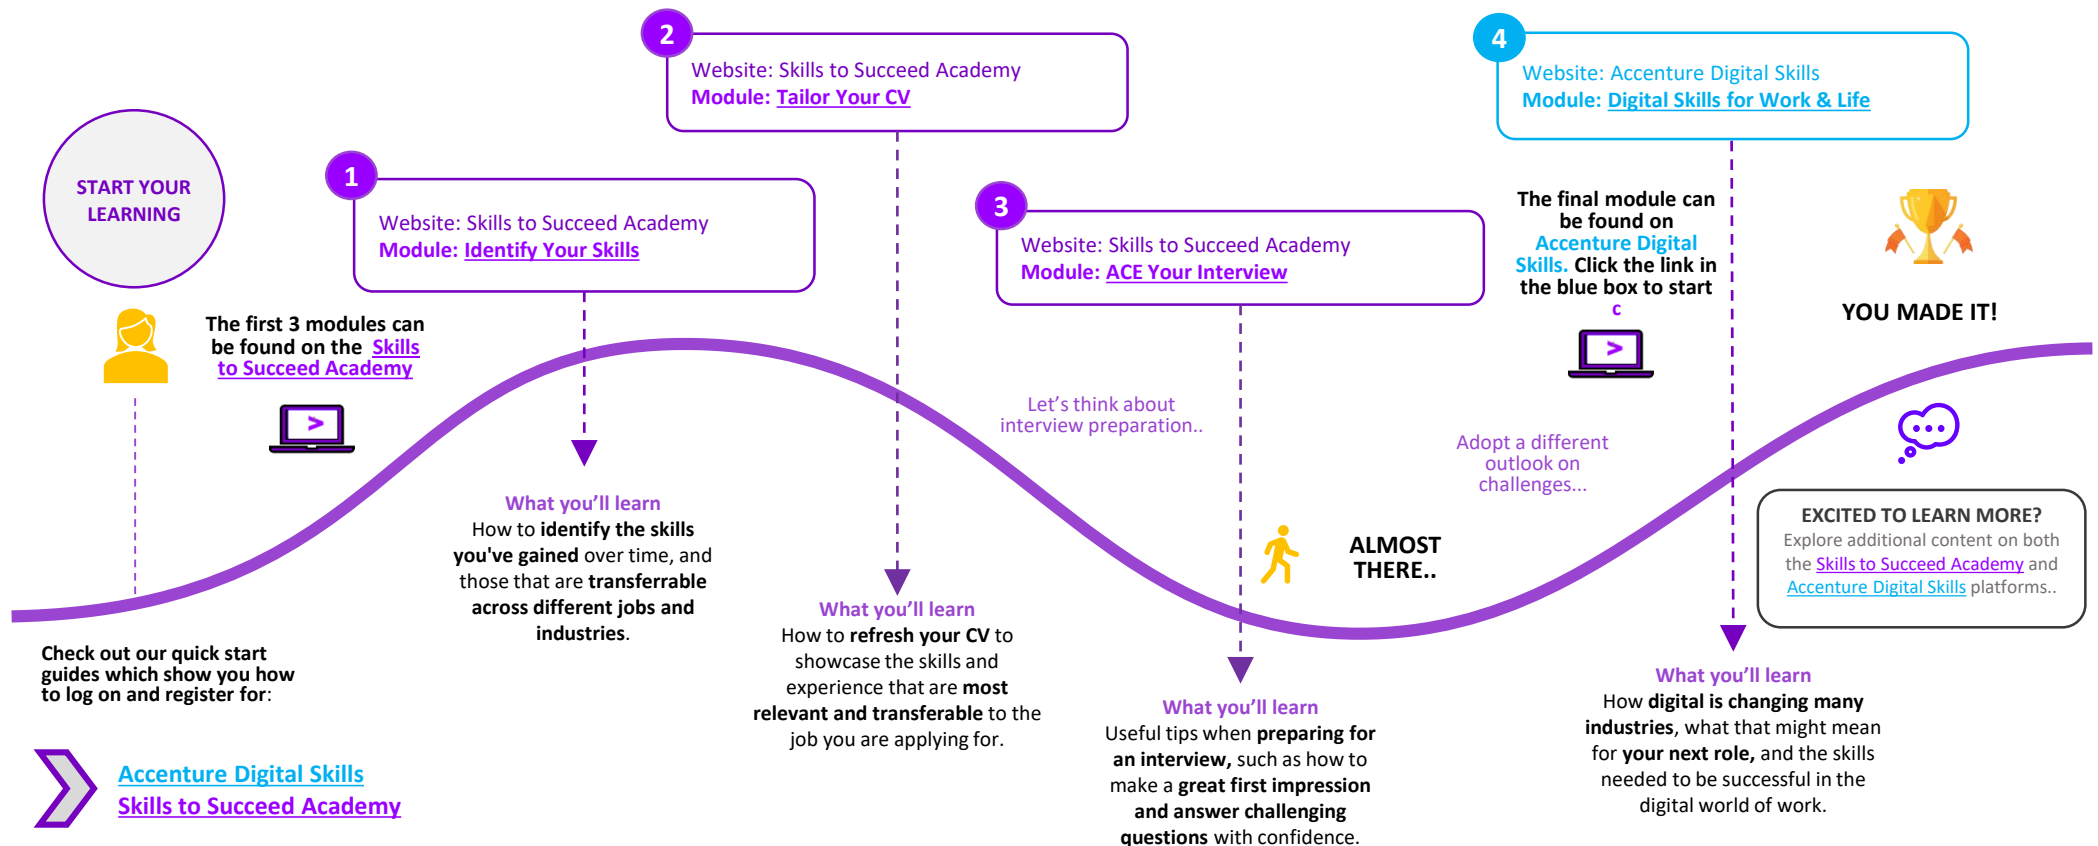 START YOUR
LEARNING
The first 3 modules can
be found on the Skills
to Succeed Academy
>
Check out our quick start
guides which show you how
to log on and register for:
Accenture Digital Skills
Skills to Succeed Academy
1
Website: Skills to Succeed Academy
Module: Identify Your Skills
What you'll learn
How to identify the skills
you've gained over time, and
those that are transferrable
across different jobs and
industries.
2
Website: Skills to Succeed Academy
Module: Tailor Your CV
What you'll learn
How to refresh your CV to
showcase the skills and
experience that are most
relevant and transferable to the
job you are applying for.
3
Website: Skills to Succeed Academy
Module: ACE Your Interview
Let's think about
interview preparation..
What you'll learn
Useful tips when preparing for
an interview, such as how to
make a great first impression
and answer challenging
questions with confidence.
ALMOST
THERE..
Adopt a different
outlook on
challenges...
4
Website: Accenture Digital Skills
Module: Digital Skills for Work & Life
The final module can
be found on
Accenture Digital
Skills. Click the link in
the blue box to start
c
>
What you'll learn
How digital is changing many
industries, what that might mean
for your next role, and the skills
needed to be successful in the
digital world of work.
YOU MADE IT!
EXCITED TO LEARN MORE?
Explore additional content on both
the Skills to Succeed Academy and
Accenture Digital Skills platforms..